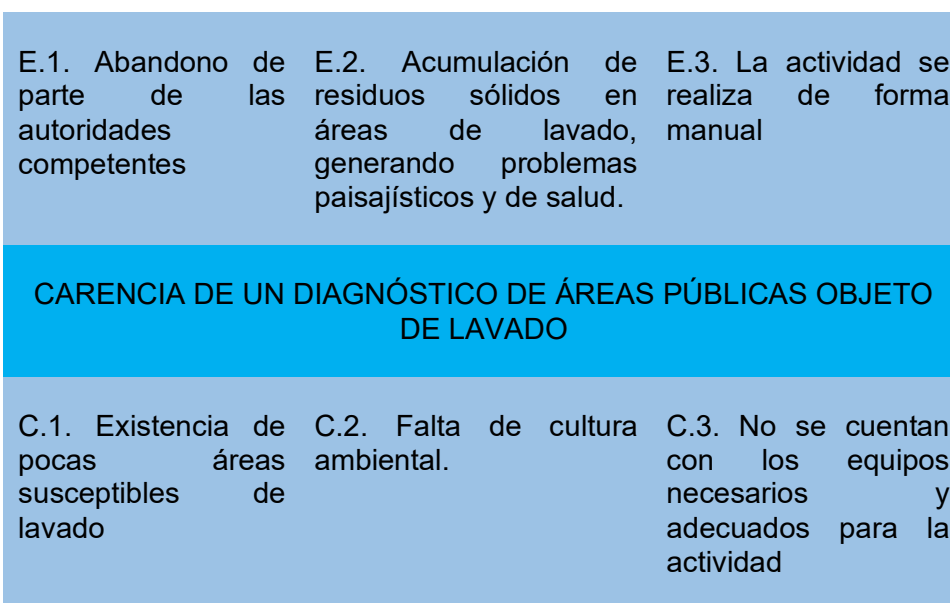 E.1. Abandono de
parte de las
autoridades
competentes
E.2. Acumulación de
residuos sólidos en
áreas de lavado,
generando problemas
paisajísticos y de salud.
E.3. La actividad se
realiza de forma
manual
CARENCIA DE UN DIAGNÓSTICO DE ÁREAS PÚBLICAS OBJETO
DE LAVADO
C.1. Existencia de
pocas áreas
susceptibles de
lavado
C.2. Falta de cultura
ambiental.
C.3. No se cuentan
con los equipos
necesarios y
adecuados para la
actividad